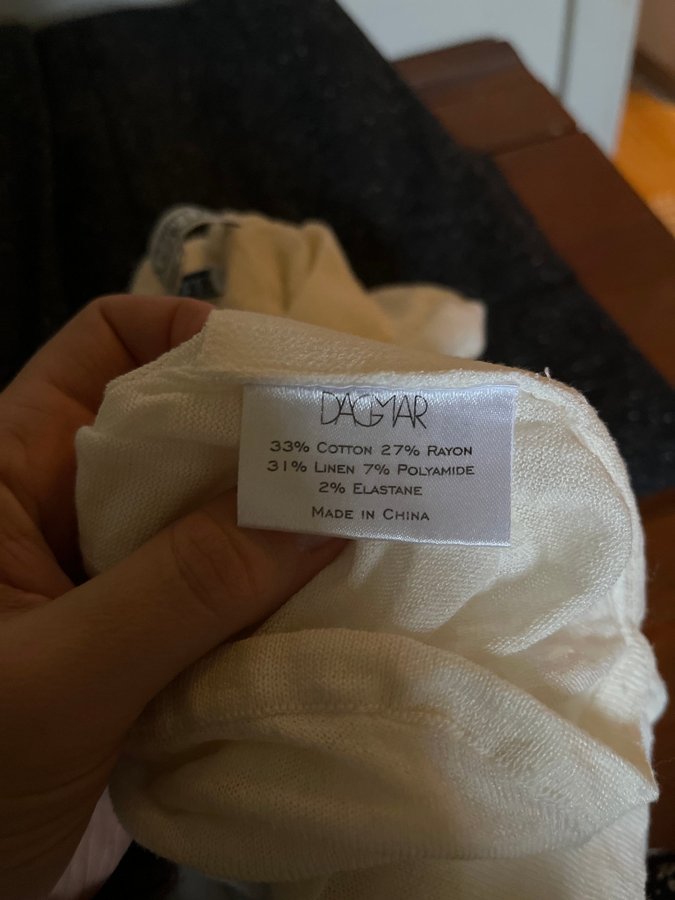 DAGMAR
33% Cotton 27% Rayon
31% Linen 7% Polyamide
2% Elastane
Made in China